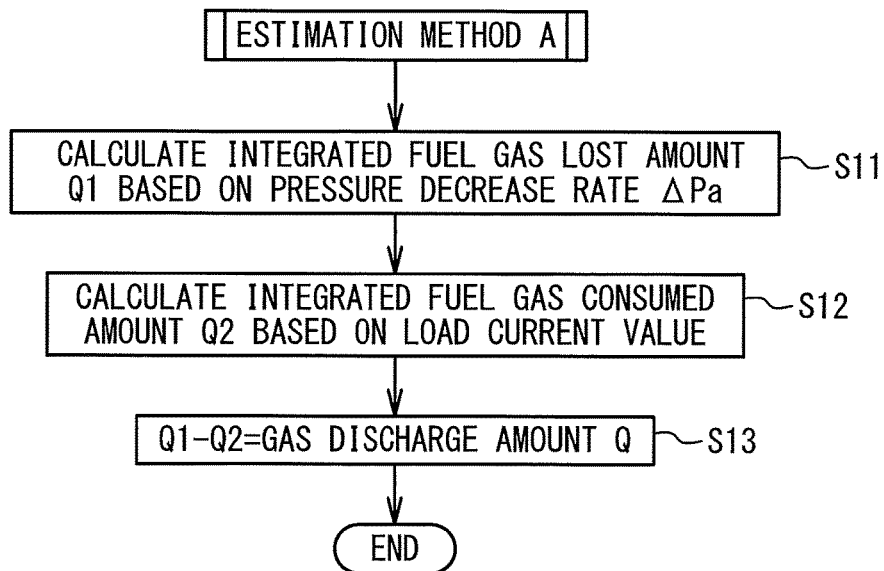 ESTIMATION METHOD A
CALCULATE INTEGRATED FUEL GAS LOST AMOUNT
Q1 BASED ON PRESSURE DECREASE RATE ΔPa
S11
CALCULATE INTEGRATED FUEL GAS CONSUMED
AMOUNT Q2 BASED ON LOAD CURRENT VALUE
S12
Q1-Q2=GAS DISCHARGE AMOUNT Q
S13
END